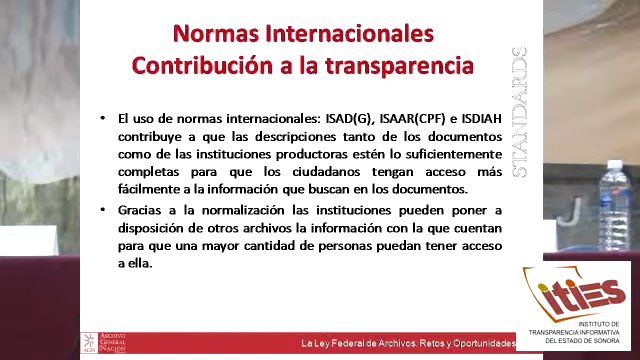 Normas Internacionales
Contribución a la transparencia
STANDARDS
• El uso de normas internacionales: ISAD(G), ISAAR(CPF) e ISDIAH
contribuye a que las descripciones tanto de los documentos
como de las instituciones productoras estén lo suficientemente
completas para que los ciudadanos tengan acceso más
fácilmente a la información que buscan en los documentos.
• Gracias a la normalización las instituciones pueden poner a
disposición de otros archivos la información con la que cuentan
para que una mayor cantidad de personas puedan tener acceso
a ella.
ARCHIVO
GENERAL
NACIÓN
AGN
La Ley Federal de Archivos: Retos y Oportunidades
ities
INSTITUTO DE
TRANSPARENCIA INFORMATIVA
DEL ESTADO DE SONORA